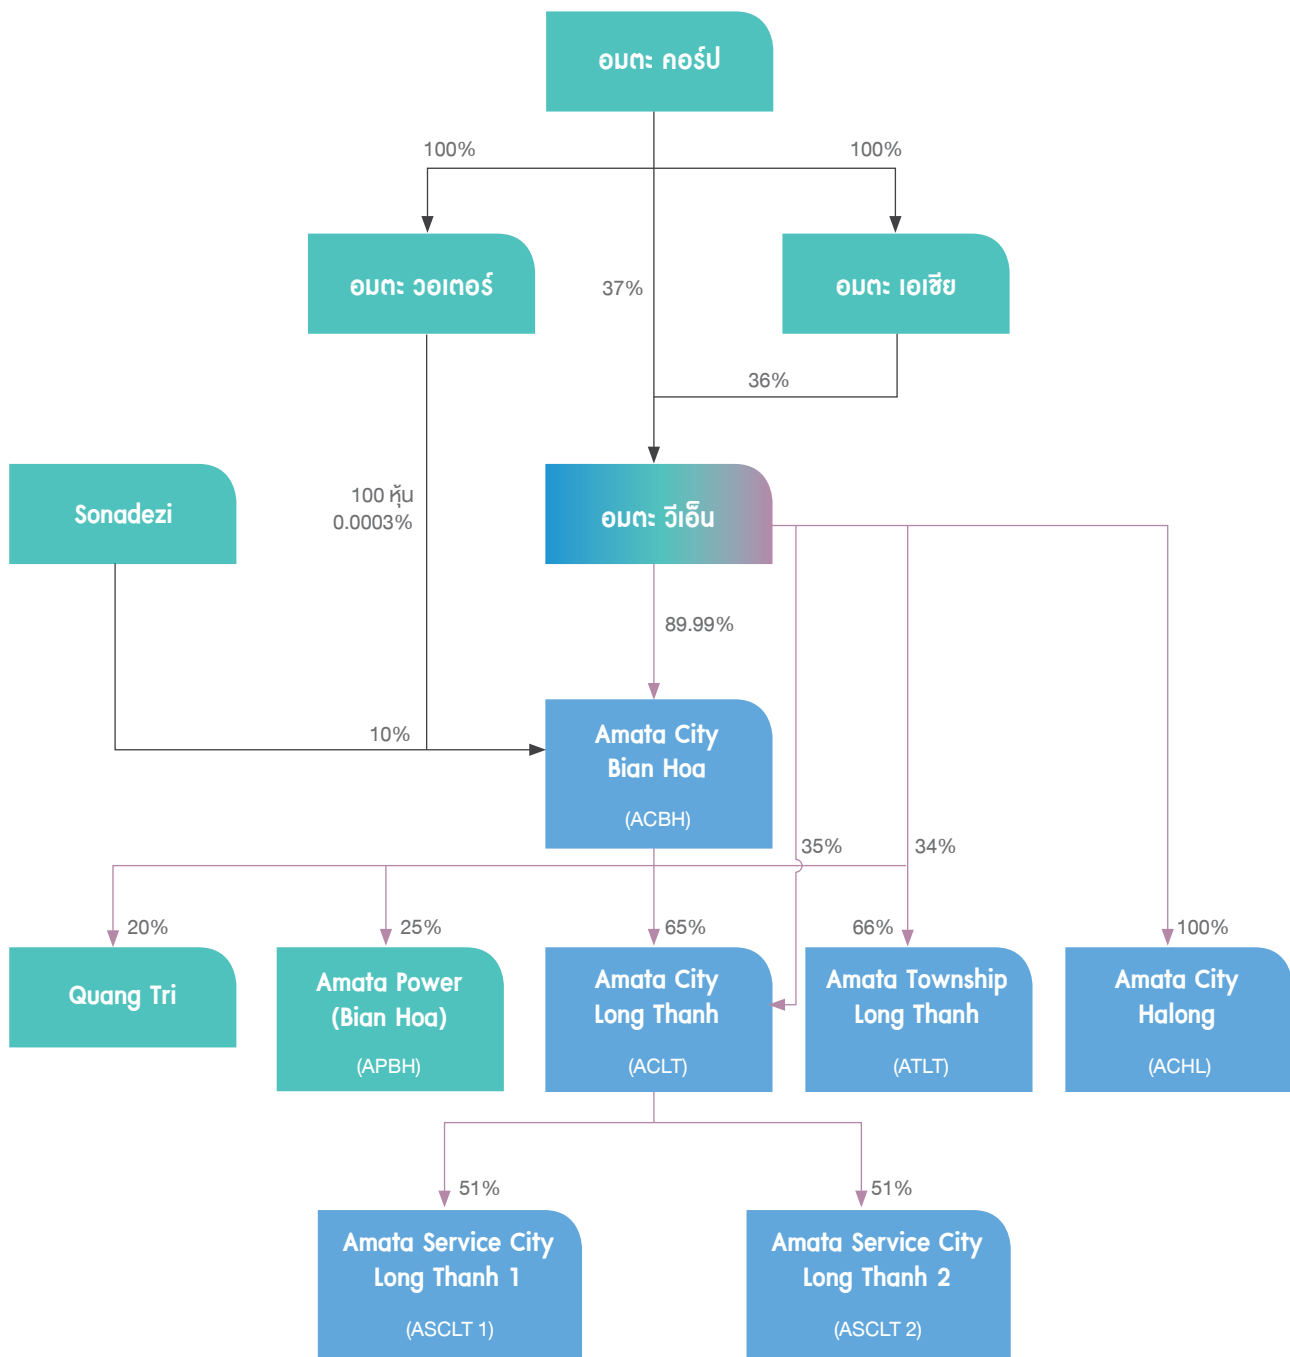 อมตะ คอร์ป
100%
100%
อมตะ วอเตอร์
37%
อมตะ เอเชีย
36%
Sonadezi
100 หุ้น
0.0003%
อมตะ วีเอ็น
89.99%
10%
Amata City
Bian Hoa
(ACBH)
35%
34%
20%
25%
65%
66%
100%
Quang Tri
Amata Power
(Bian Hoa)
(APBH)
Amata City
Long Thanh
(ACLT)
Amata Township
Long Thanh
(ATLT)
Amata City
Halong
(ACHL)
51%
51%
Amata Service City
Long Thanh 1
(ASCLT 1)
Amata Service City
Long Thanh 2
(ASCLT 2)